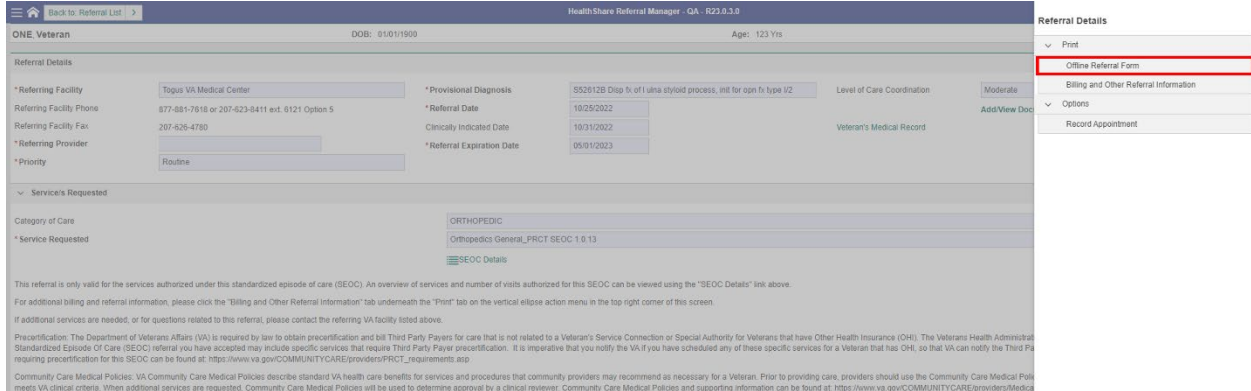 Back to: Referral List >
HealthShare Referral Manager - QA - R23.0.3.0
ONE, Veteran
DOB: 01/01/1900
Age: 123 Yrs
Referral Details
*Referring Facility
Togus VA Medical Center
*Provisional Diagnosis
S52612B Disp fx of l ulna styloid process, init for opn fx type I/2
Level of Care Coordination
Moderate
Referring Facility Phone
877-881-7618 or 207-623-8411 ext. 6121 Option 5
*Referral Date
10/25/2022
Add/View Doc
Referring Facility Fax
207-626-4780
Clinically Indicated Date
10/31/2022
Veteran's Medical Record
*Referring Provider
*Referral Expiration Date
05/01/2023
*Priority
Routine
Service/s Requested
Category of Care
ORTHOPEDIC
*Service Requested
Orthopedics General_PRCT SEOC 1.0.13
SEOC Details
This referral is only valid for the services authorized under this standardized episode of care (SEOC). An overview of services and number of visits authorized for this SEOC can be viewed using the "SEOC Details" link above.
For additional billing and referral information, please click the "Billing and Other Referral Information" tab underneath the "Print" tab on the vertical ellipse action menu in the top right corner of this screen.
If additional services are needed, or for questions related to this referral, please contact the referring VA facility listed above.
Precertification: The Department of Veterans Affairs (VA) is required by law to obtain precertification and bill Third Party Payers for care that is not related to a Veteran's Service Connection or Special Authority for Veterans that have Other Health Insurance (OHI). The Veterans Health Administrat
Standardized Episode Of Care (SEOC) referral you have accepted may include specific services that require Third Party Payer precertification. It is imperative that you notify the VA if you have scheduled any of these specific services for a Veteran that has OHI, so that VA can notify the Third Pa
requiring precertification for this SEOC can be found at: https://www.va.gov/COMMUNITYCARE/providers/PRCT_requirements.asp
Community Care Medical Policies: VA Community Care Medical Policies describe standard VA health care benefits for services and procedures that community providers may recommend as necessary for a Veteran. Prior to providing care, providers should use the Community Care Medical Poli
meets VA clinical criteria. When additional services are requested, Community Care Medical Policies will be used to determine approval by a clinical reviewer. Community Care Medical Policies and supporting information can be found at: https://www.va.gov/COMMUNITYCARE/providers/Medica
Referral Details
Print
Offline Referral Form
Billing and Other Referral Information
Options
Record Appointment